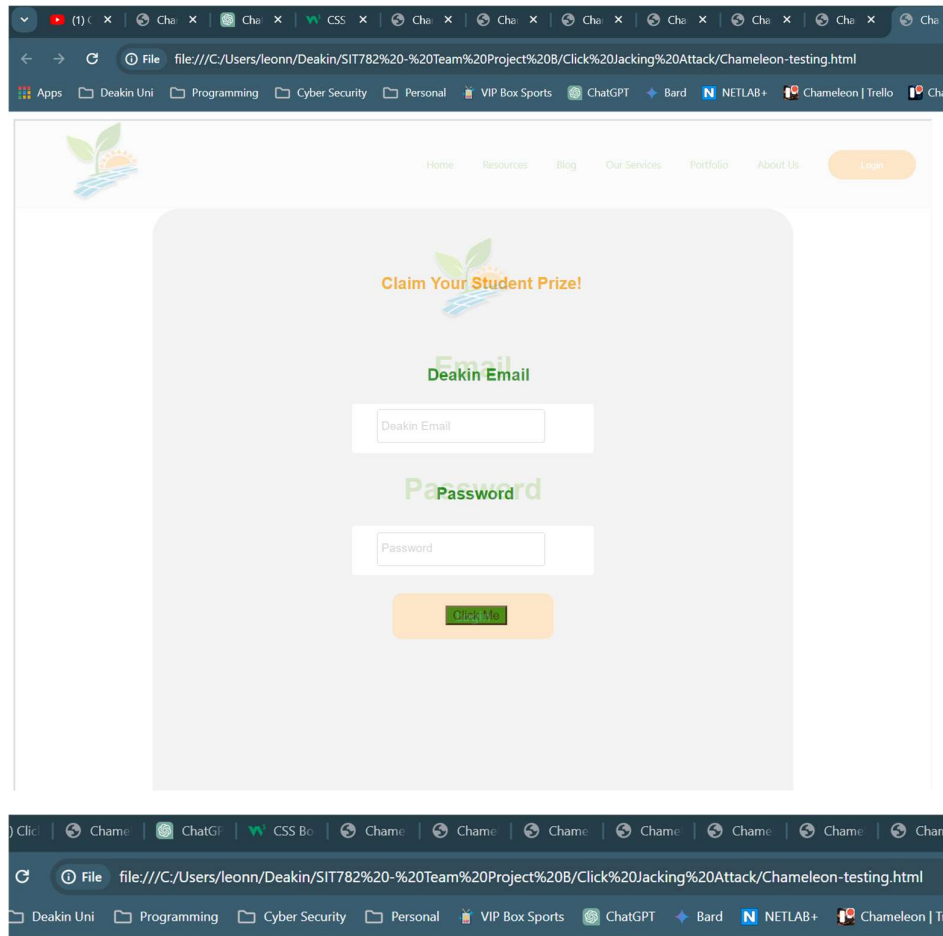 (1) C Cha Cha CSS Cha Cha Cha Cha Cha Cha Cha
File file:///C:/Users/leonn/Deakin/SIT782%20-%20Team%20Project%20B/Click%20Jacking%20Attack/Chameleon-testing.html
Apps Deakin Uni Programming Cyber Security Personal VIP Box Sports ChatGPT Bard NETLAB+ Chameleon | Trello Cha
Home Resources Blog Our Services Portfolio About Us Login
Claim Your Student Prize!
Email
Deakin Email
Deakin Email
Password
Password
Password
Click Me
) Clic Chame ChatGP CSS Bo Chame Chame Chame Chame Chame Chame Cham
File file:///C:/Users/leonn/Deakin/SIT782%20-%20Team%20Project%20B/Click%20Jacking%20Attack/Chameleon-testing.html
Deakin Uni Programming Cyber Security Personal VIP Box Sports ChatGPT Bard NETLAB+ Chameleon | T